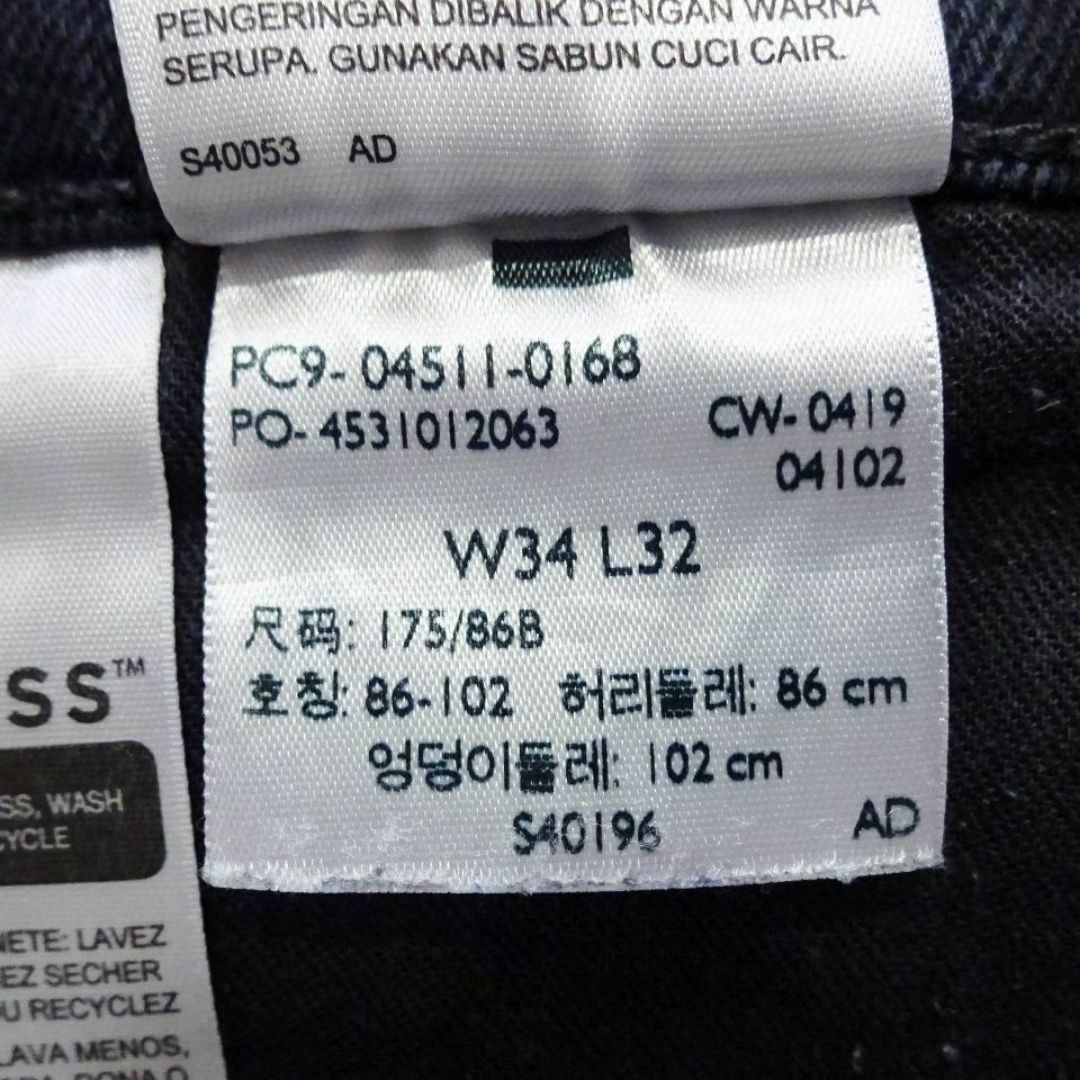 PENGERINGAN DIBALIK DENGAN WARNA
SERUPA. GUNAKAN SABUN CUCI CAIR.
S40053 AD
PC9-04511-0168
PO-4531012063 CW-0419
04102
W34 L32
尺码: 175/86B
호칭: 86-102 허리둘레: 86 cm
엉덩이둘레: 102 cm
S40196 AD
SS™
SS, WASH
CYCLE
NETE: LAVEZ
EZ SECHER
OU RECYCLEZ
LAVA MENOS,